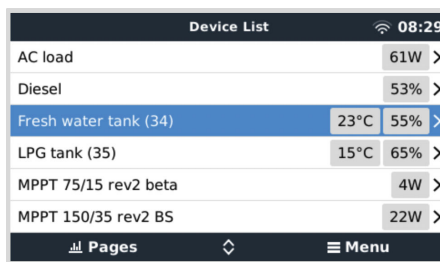 Device List 08:29
AC load 61W
Diesel 53%
Fresh water tank (34) 23°C 55%
LPG tank (35) 15°C 65%
MPPT 75/15 rev2 beta 4W
MPPT 150/35 rev2 BS 22W
Pages Menu